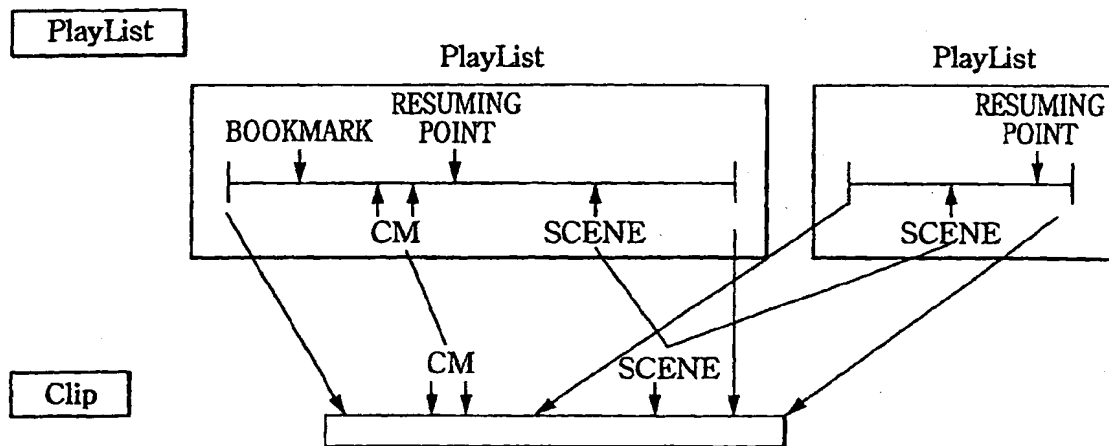 PlayList
PlayList
PlayList
RESUMING
POINT
BOOKMARK
RESUMING
POINT
CM
SCENE
SCENE
CM
SCENE
Clip